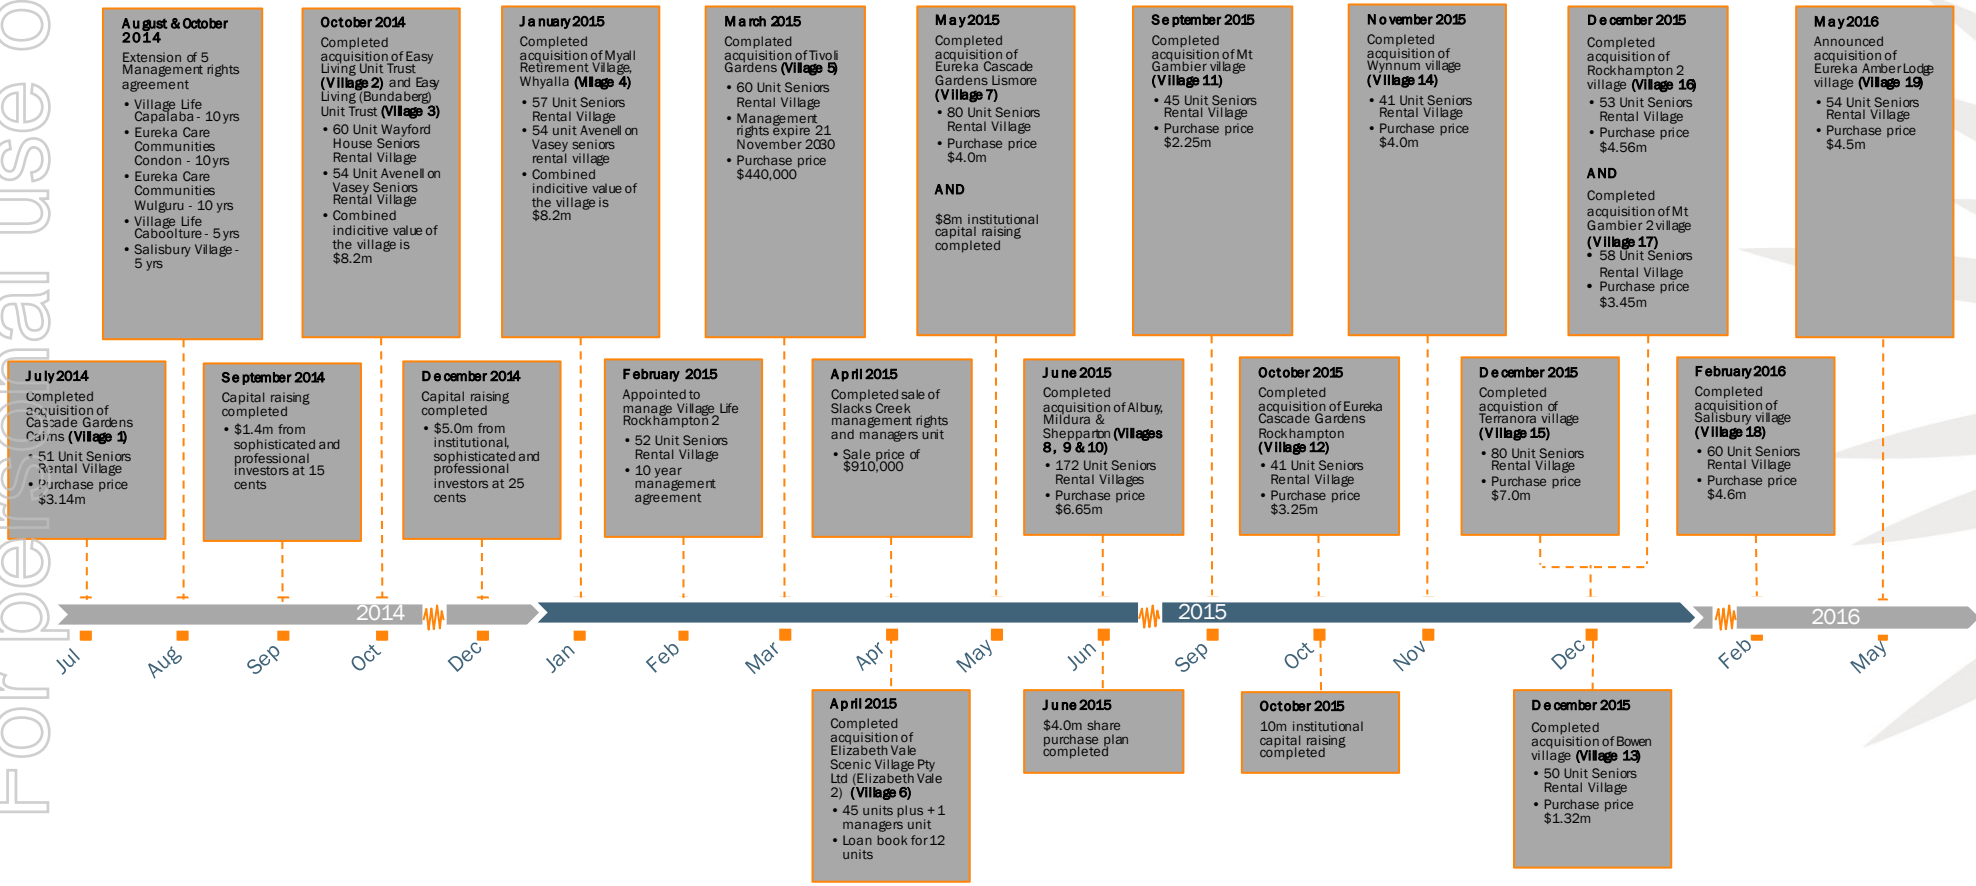 For personal use o
August & October
2014
Extension of 5
Management rights
agreement
• Village Life
Capalaba - 10 yrs
• Eureka Care
Communities
Condon - 10 yrs
• Eureka Care
Communities
Wulguru - 10 yrs
• Village Life
Caboolture - 5 yrs
• Salisbury Village -
5 yrs
October 2014
Completed
acquisition of Easy
Living Unit Trust
(Village 2) and Easy
Living (Bundaberg)
Unit Trust (Village 3)
• 60 Unit Wayford
House Seniors
Rental Village
• 54 Unit Avenell on
Vasey Seniors
Rental Village
• Combined
indicitive value of
the village is
$8.2m
January 2015
Completed
acquisition of Myall
Retirement Village,
Whyalla (Village 4)
• 57 Unit Seniors
Rental Village
• 54 unit Avenell on
Vasey seniors
rental village
• Combined
indicitive value of
the village is
$8.2m
March 2015
Complated
acquisition of Tivoli
Gardens (Village 5)
• 60 Unit Seniors
Rental Village
• Management
rights expire 21
November 2030
• Purchase price
$440,000
May 2015
Completed
acquisition of
Eureka Cascade
Gardens Lismore
(Village 7)
• 80 Unit Seniors
Rental Village
• Purchase price
$4.0m
AND
$8m institutional
capital raising
completed
September 2015
Completed
acquisition of Mt
Gambier village
(Village 11)
• 45 Unit Seniors
Rental Village
• Purchase price
$2.25m
November 2015
Completed
acquisition of
Wynnum village
(Village 14)
• 41 Unit Seniors
Rental Village
• Purchase price
$4.0m
December 2015
Completed
acquisition of
Rockhampton 2
village (Village 16)
• 53 Unit Seniors
Rental Village
• Purchase price
$4.56m
AND
Completed
acquisition of Mt
Gambier 2 village
(Village 17)
• 58 Unit Seniors
Rental Village
• Purchase price
$3.45m
May 2016
Announced
acquisition of
Eureka Amber Lodge
village (Village 19)
• 54 Unit Seniors
Rental Village
• Purchase price
$4.5m
July 2014
Completed
acquisition of
Cascade Gardens
Cairns (Village 1)
• 51 Unit Seniors
Rental Village
• Purchase price
$3.14m
September 2014
Capital raising
completed
• $1.4m from
sophisticated and
professional
investors at 15
cents
December 2014
Capital raising
completed
• $5.0m from
institutional,
sophisticated and
professional
investors at 25
cents
February 2015
Appointed to
manage Village Life
Rockhampton 2
• 52 Unit Seniors
Rental Village
• 10 year
management
agreement
April 2015
Completed sale of
Slacks Creek
management rights
and managers unit
• Sale price of
$910,000
June 2015
Completed
acquisition of Albury,
Mildura &
Shepparton (Villages
8, 9 & 10)
• 172 Unit Seniors
Rental Villages
• Purchase price
$6.65m
October 2015
Completed
acquisition of Eureka
Cascade Gardens
Rockhampton
(Village 12)
• 41 Unit Seniors
Rental Village
• Purchase price
$3.25m
December 2015
Completed
acquistion of
Terranora village
(Village 15)
• 80 Unit Seniors
Rental Village
• Purchase price
$7.0m
February 2016
Completed
acquisition of
Salisbury village
(Village 18)
• 60 Unit Seniors
Rental Village
• Purchase price
$4.6m
2014
2015
2016
Jul
Aug
Sep
Oct
Dec
Jan
Feb
Mar
Apr
May
Jun
Sep
Oct
Nov
Dec
Feb
May
April 2015
Completed
acquisition of
Elizabeth Vale
Scenic Village Pty
Ltd (Elizabeth Vale
2) (Village 6)
• 45 units plus + 1
managers unit
• Loan book for 12
units
June 2015
$4.0m share
purchase plan
completed
October 2015
10m institutional
capital raising
completed
December 2015
Completed
acquisition of Bowen
village (Village 13)
• 50 Unit Seniors
Rental Village
• Purchase price
$1.32m